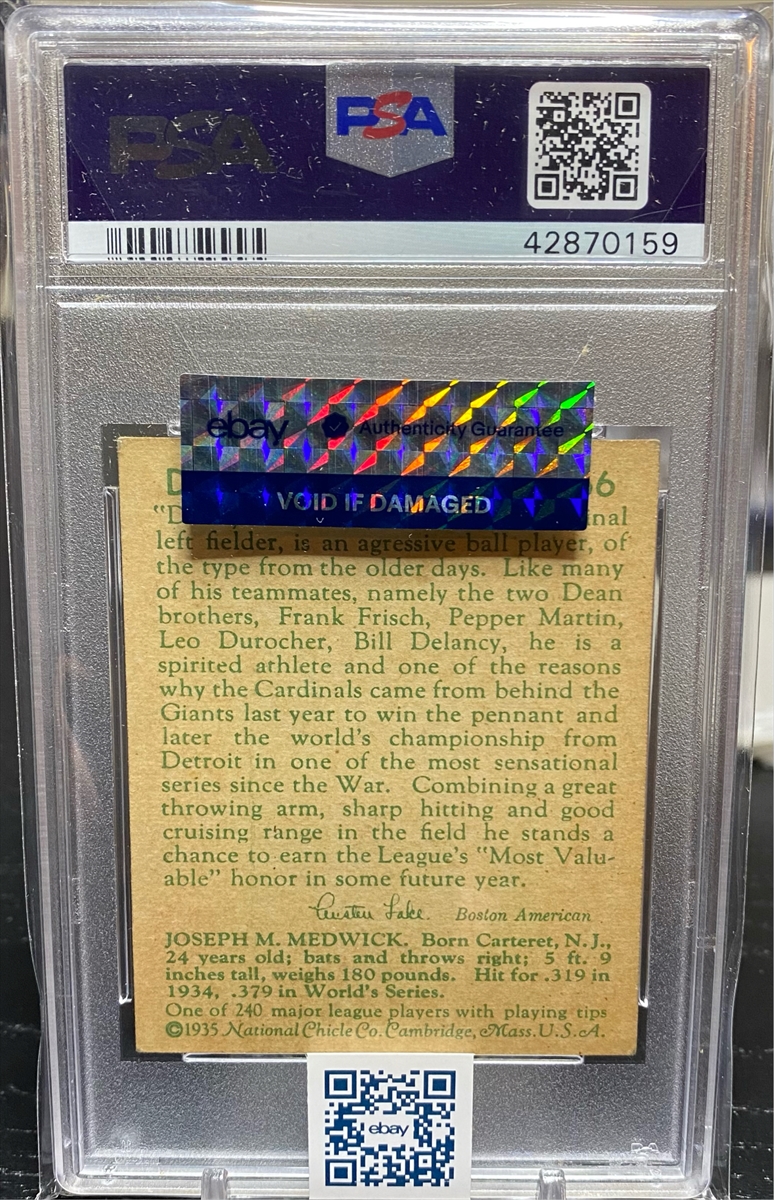 PSA
PSA
42870159
ebay Authenticity Guarantee
VOID IF DAMAGED
D 66
"D inal
left fielder, is an agressive ball player, of
the type from the older days. Like many
of his teammates, namely the two Dean
brothers, Frank Frisch, Pepper Martin,
Leo Durocher, Bill Delancy, he is a
spirited athlete and one of the reasons
why the Cardinals came from behind the
Giants last year to win the pennant and
later the world's championship from
Detroit in one of the most sensational
series since the War. Combining a great
throwing arm, sharp hitting and good
cruising range in the field he stands a
chance to earn the League's "Most Valu-
able" honor in some future year.
Austen Lake. Boston American
JOSEPH M. MEDWICK. Born Carteret, N. J.,
24 years old; bats and throws right; 5 ft. 9
inches tall, weighs 180 pounds. Hit for .319 in
1934, .379 in World's Series.
One of 240 major league players with playing tips
©1935 National Chicle Co. Cambridge, Mass. U.S.A.
ebay
PSA